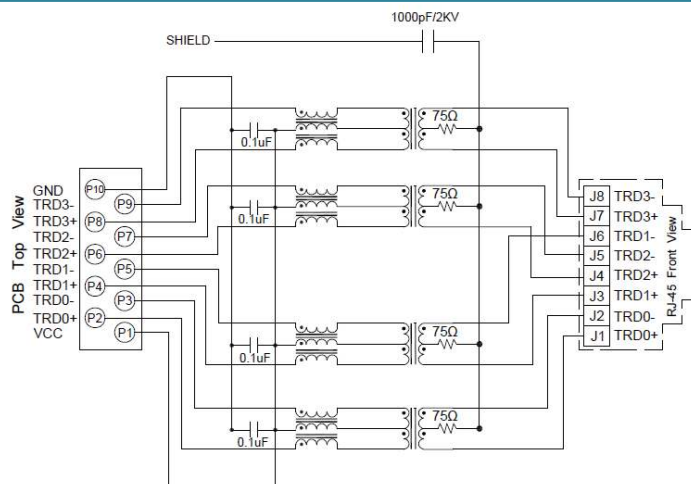 1000pF/2KV
SHIELD
75Ω
0.1uF
75Ω
0.1uF
75Ω
0.1uF
75Ω
0.1uF
PCB Top View
GND P10
TRD3- P9
TRD3+ P8
TRD2- P7
TRD2+ P6
TRD1- P5
TRD1+ P4
TRD0- P3
TRD0+ P2
VCC P1
J8 TRD3-
J7 TRD3+
J6 TRD1-
J5 TRD2-
J4 TRD2+
J3 TRD1+
J2 TRD0-
J1 TRD0+
RJ-45 Front View